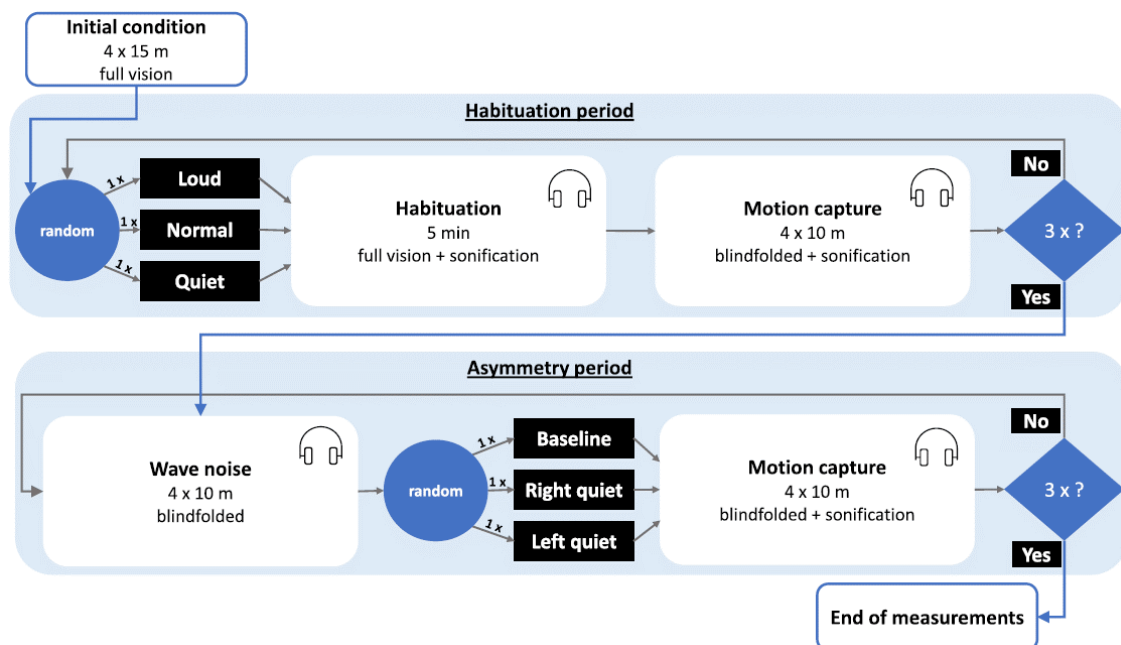 Initial condition
4 x 15 m
full vision
Habituation period
random
1 x
Loud
1 x
Normal
1 x
Quiet
Habituation
5 min
full vision + sonification
Motion capture
4 x 10 m
blindfolded + sonification
No
3 x ?
Yes
Asymmetry period
Wave noise
4 x 10 m
blindfolded
random
1 x
Baseline
1 x
Right quiet
1 x
Left quiet
Motion capture
4 x 10 m
blindfolded + sonification
No
3 x ?
Yes
End of measurements